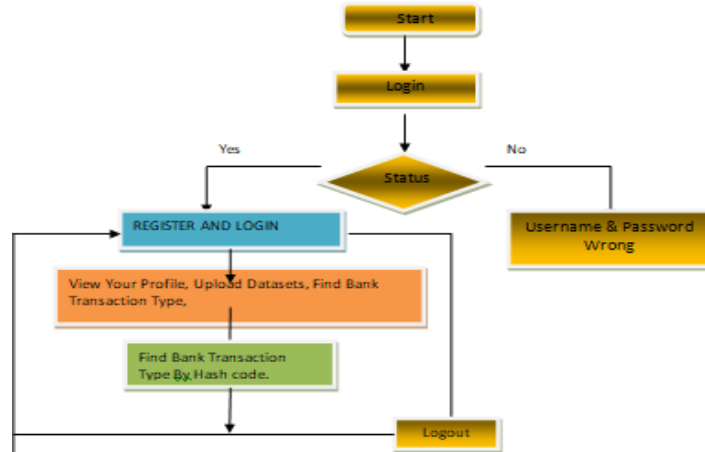 Start
Login
Yes
No
Status
REGISTER AND LOGIN
Username & Password
Wrong
View Your Profile, Upload Datasets, Find Bank
Transaction Type,
Find Bank Transaction
Type By Hash code.
Logout